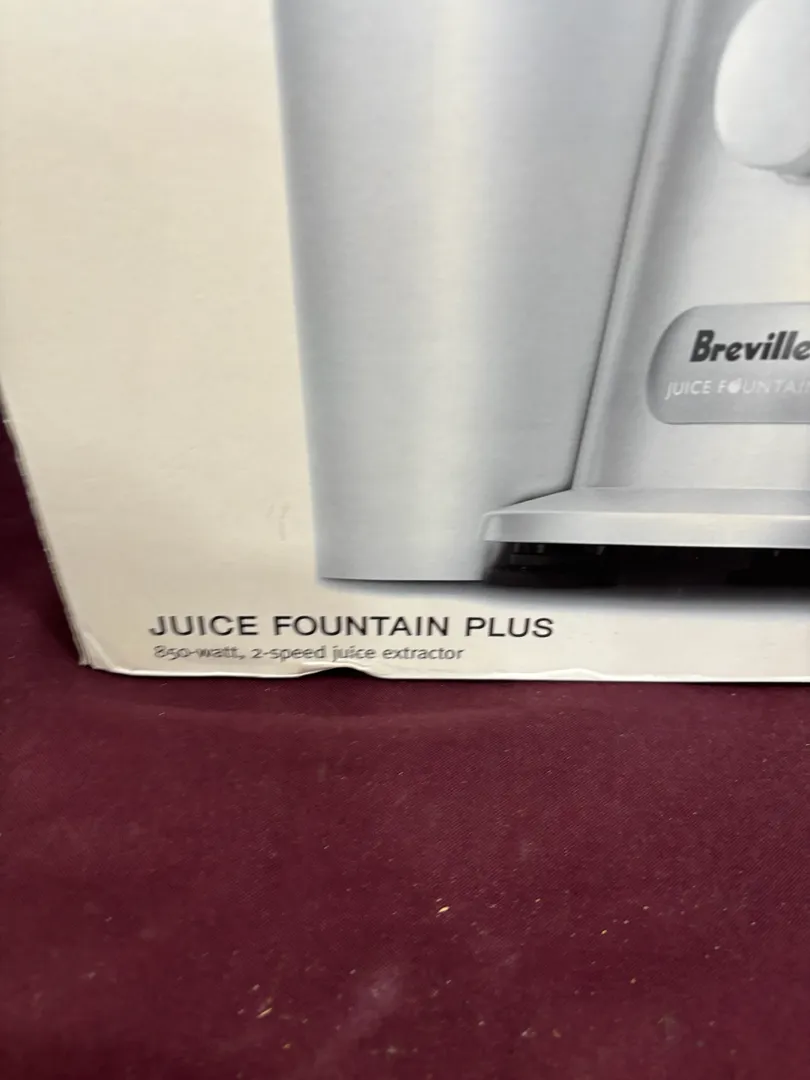 Breville
JUICE FOUNTAIN
JUICE FOUNTAIN PLUS
850-watt, 2-speed juice extractor